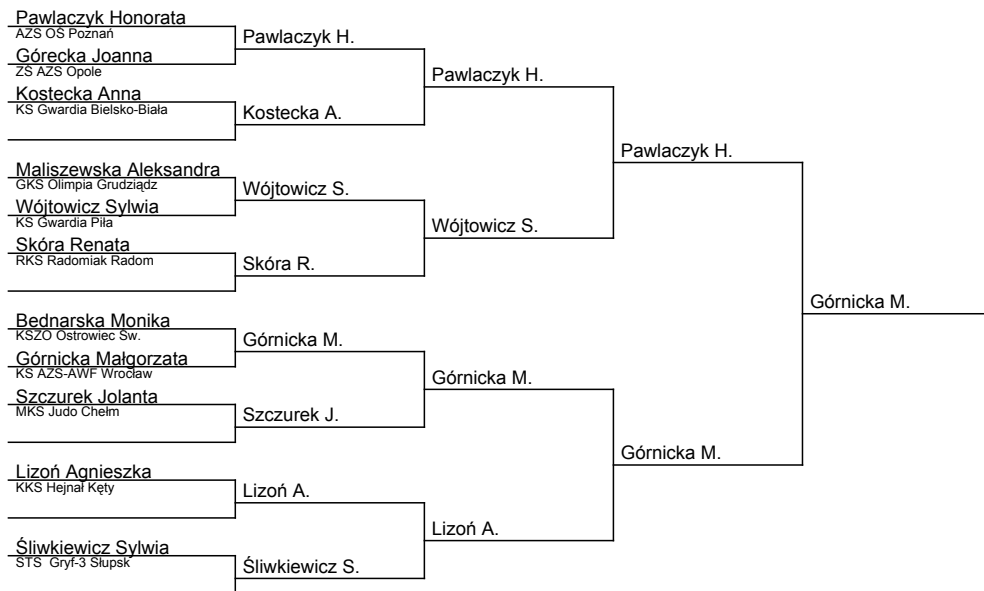 Pawlaczyk Honorata
AZS OŚ Poznań
Górecka Joanna
ZŚ AZS Opole
Kostecka Anna
KS Gwardia Bielsko-Biała
Maliszewska Aleksandra
GKS Olimpia Grudziądz
Wójtowicz Sylwia
KS Gwardia Piła
Skóra Renata
RKS Radomiak Radom
Bednarska Monika
KSZO Ostrowiec Św.
Górnicka Małgorzata
KS AZS-AWF Wrocław
Szczurek Jolanta
MKS Judo Chełm
Lizoń Agnieszka
KKS Hejnał Kęty
Śliwkiewicz Sylwia
STS Gryf-3 Słupsk
Pawlaczyk H.
Kostecka A.
Wójtowicz S.
Skóra R.
Górnicka M.
Szczurek J.
Lizoń A.
Śliwkiewicz S.
Pawlaczyk H.
Wójtowicz S.
Górnicka M.
Lizoń A.
Pawlaczyk H.
Górnicka M.
Górnicka M.